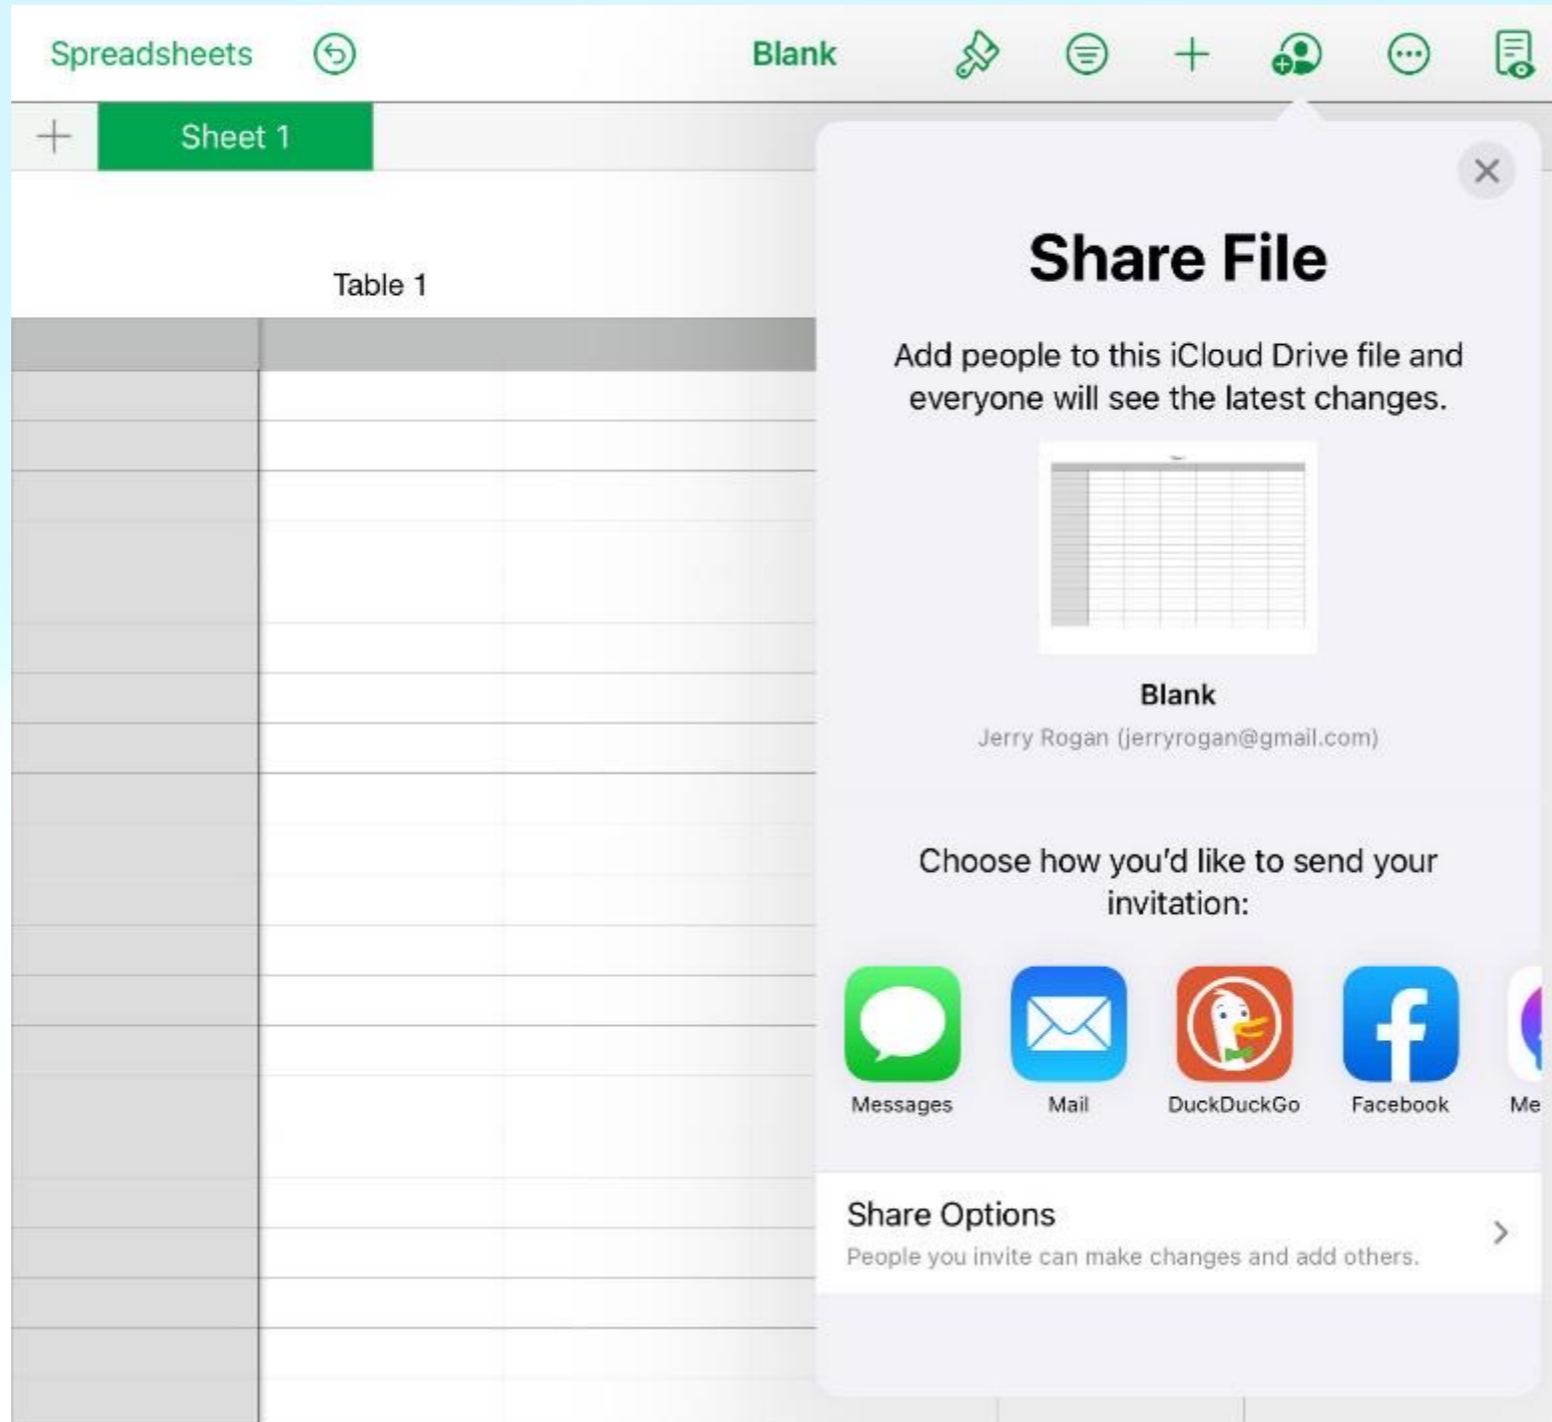 Spreadsheets
Blank
Sheet 1
Table 1
Share File
Add people to this iCloud Drive file and
everyone will see the latest changes.
Blank
Jerry Rogan (jerryrogan@gmail.com)
Choose how you'd like to send your
invitation:
Messages Mail DuckDuckGo Facebook Me
Share Options
People you invite can make changes and add others.